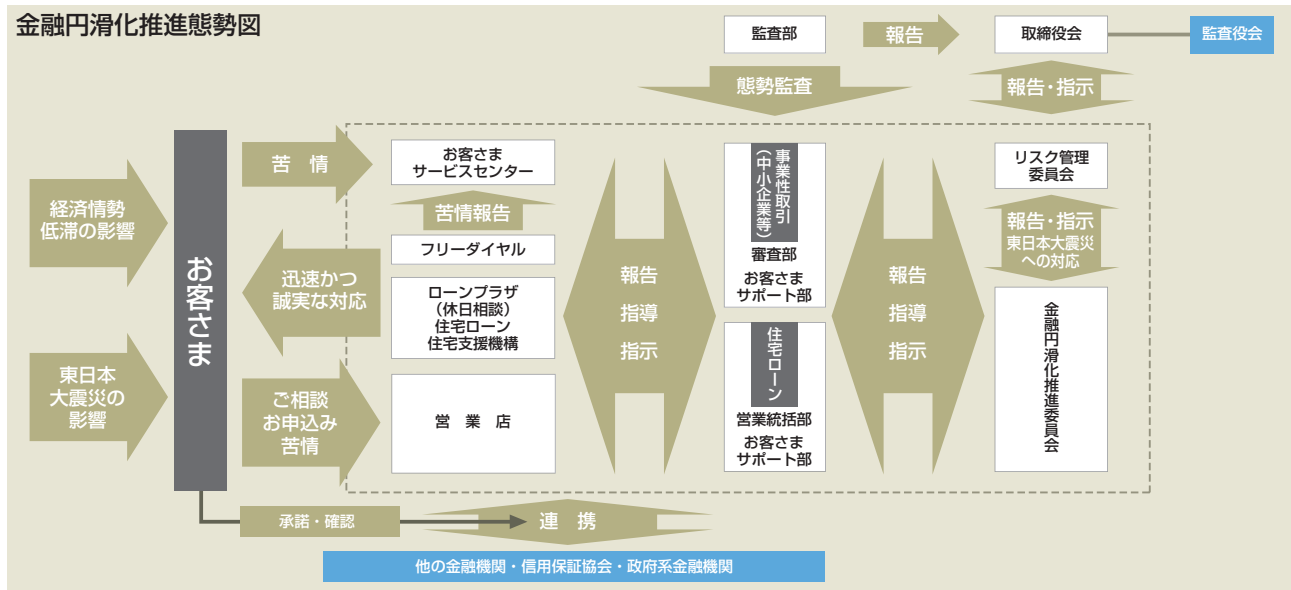 金融円滑化推進態勢図
監査部
報告
取締役会
監査役会
態勢監査
報告・指示
経済情勢
低滞の影響
東日本
大震災の
影響
お客さま
苦 情
迅速かつ
誠実な対応
ご相談
お申込み
苦情
お客さま
サービスセンター
苦情報告
フリーダイヤル
ローンプラザ
（休日相談）
住宅ローン
住宅支援機構
営 業 店
報告
指導
指示
事業性取引
（中小企業等）
審査部
お客さま
サポート部
住宅ローン
営業統括部
お客さま
サポート部
報告
指導
指示
リスク管理
委員会
報告・指示
東日本大震災
への対応
金融円滑化推進委員会
承諾・確認
連 携
他の金融機関・信用保証協会・政府系金融機関